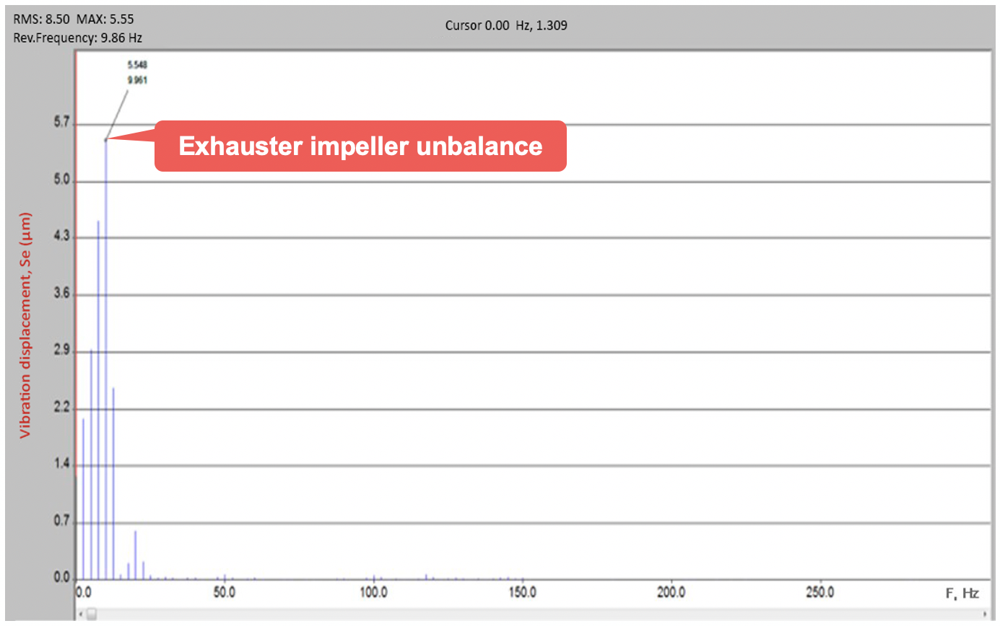 RMS: 8.50 MAX: 5.55
Rev.Frequency: 9.86 Hz
Cursor 0.00 Hz, 1.309
5.548
9.961
Exhauster impeller unbalance
Vibration displacement, Se (μm)
5.7
5.0
4.3
3.6
2.9
2.2
1.4
0.7
0.0
0.0 50.0 100.0 150.0 200.0 250.0 F, Hz